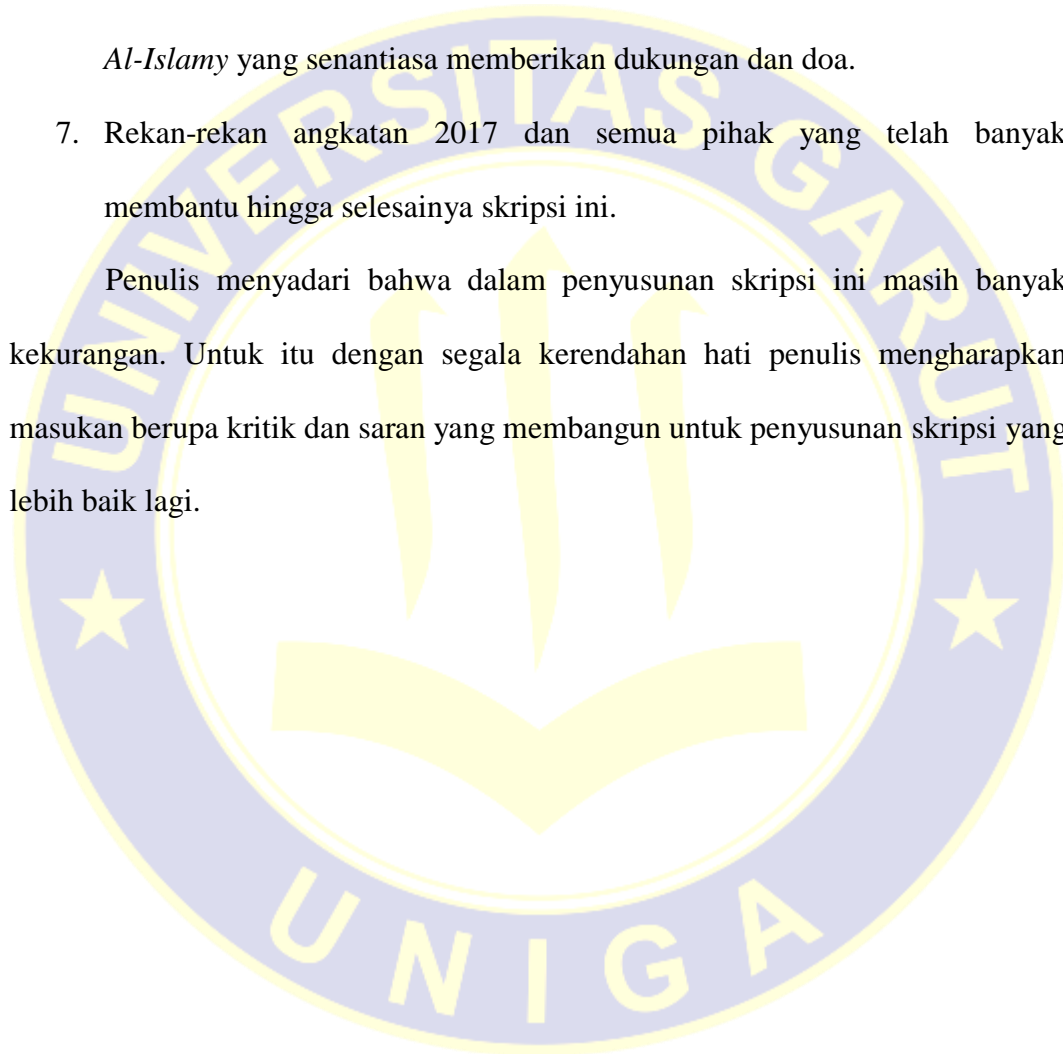 Al-Islamy yang senantiasa memberikan dukungan dan doa.
7. Rekan-rekan angkatan 2017 dan semua pihak yang telah banyak
membantu hingga selesainya skripsi ini.
Penulis menyadari bahwa dalam penyusunan skripsi ini masih banyak
kekurangan. Untuk itu dengan segala kerendahan hati penulis mengharapkan
masukan berupa kritik dan saran yang membangun untuk penyusunan skripsi yang
lebih baik lagi.
UNIVERSITAS GARUT
UNIGA